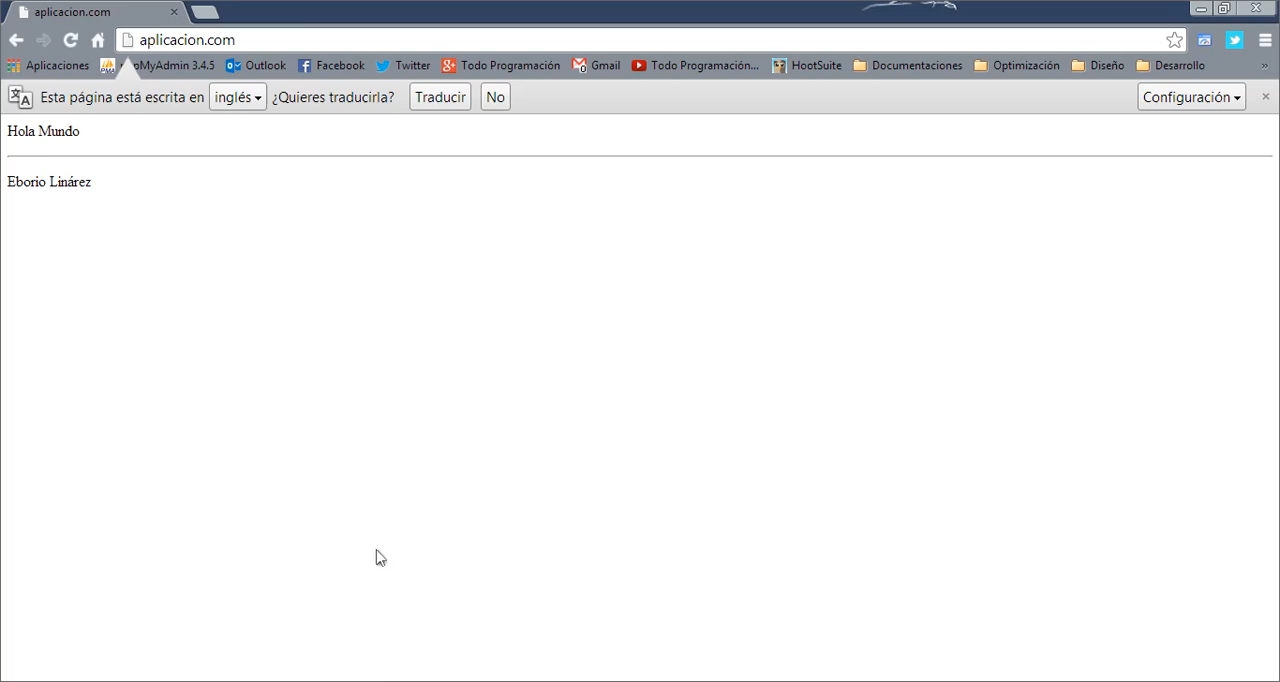 aplicacion.com
aplicacion.com
Aplicaciones MyAdmin 3.4.5 Outlook Facebook Twitter Todo Programación Gmail Todo Programación... HootSuite Documentaciones Optimización Diseño Desarrollo »
Esta página está escrita en inglés ¿Quieres traducirla? Traducir No Configuración
Hola Mundo
Eborio Linárez